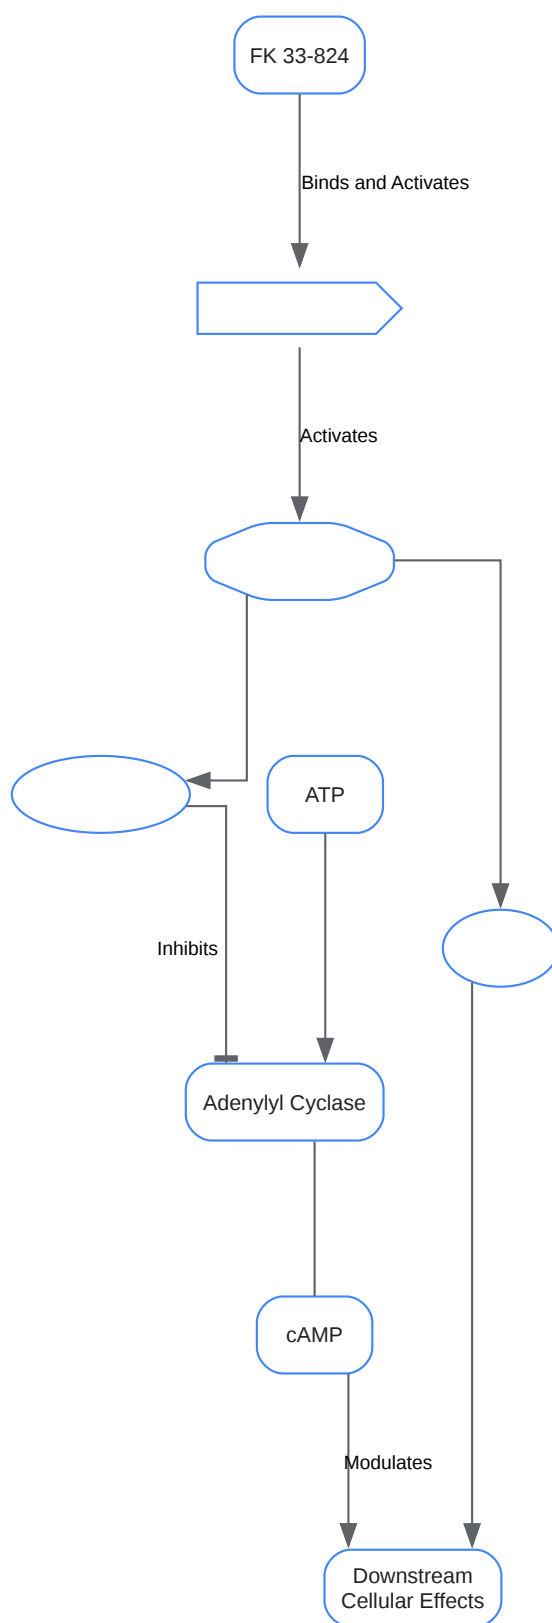 FK 33-824
Binds and Activates
Activates
ATP
Inhibits
Adenylyl Cyclase
cAMP
Modulates
Downstream
Cellular Effects